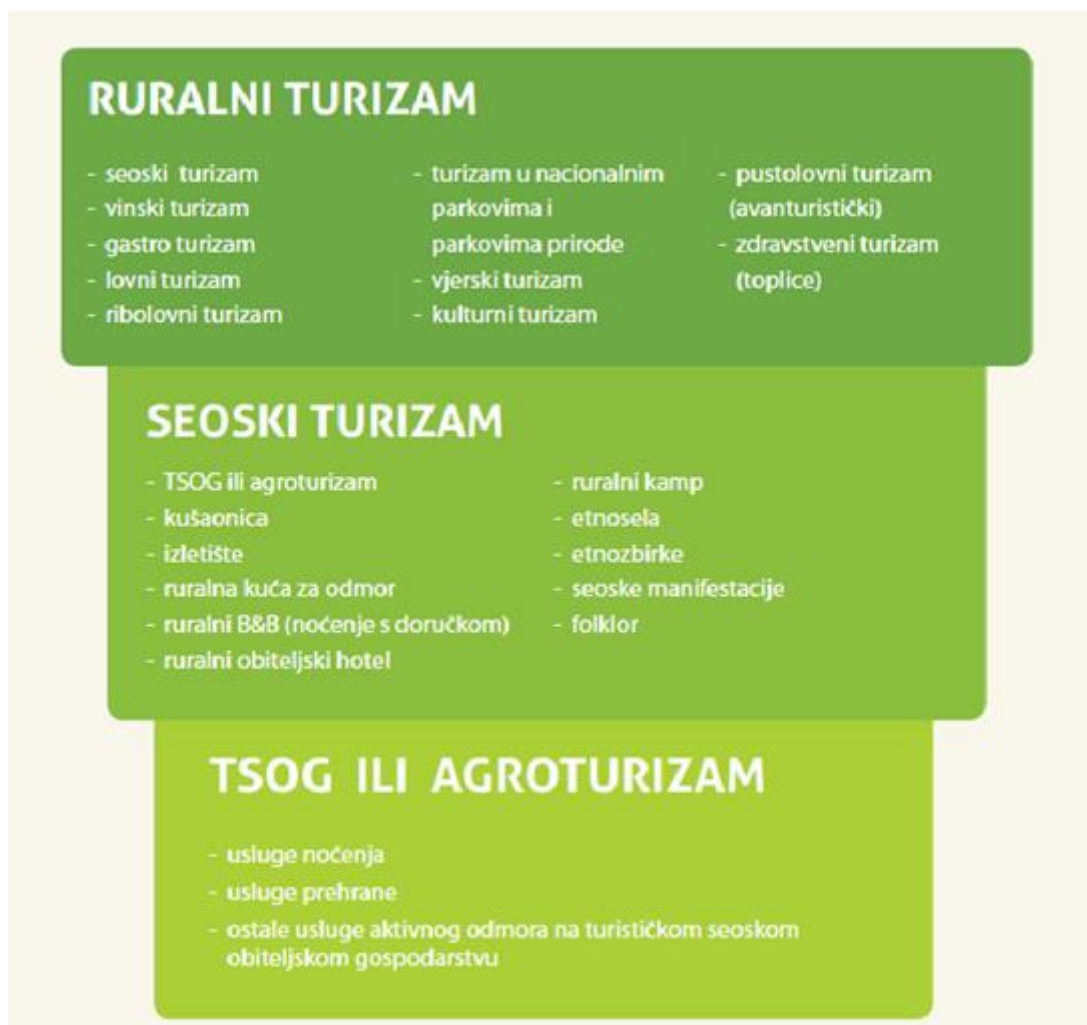 RURALNI TURIZAM
- seoski turizam
- vinski turizam
- gastro turizam
- lovni turizam
- ribolovni turizam
- turizam u nacionalnim
parkovima i
parkovima prirode
- vjerski turizam
- kulturni turizam
- pustolovni turizam
(avanturistički)
- zdravstveni turizam
(toplice)
SEOSKI TURIZAM
- TSOG ili agroturizam
- kušaonica
- izletište
- ruralna kuća za odmor
- ruralni B&B (noćenje s doručkom)
- ruralni obiteljski hotel
- ruralni kamp
- etnosela
- etnozbirke
- seoske manifestacije
- folklor
TSOG ILI AGROTURIZAM
- usluge noćenja
- usluge prehrane
- ostale usluge aktivnog odmora na turističkom seoskom
obiteljskom gospodarstvu